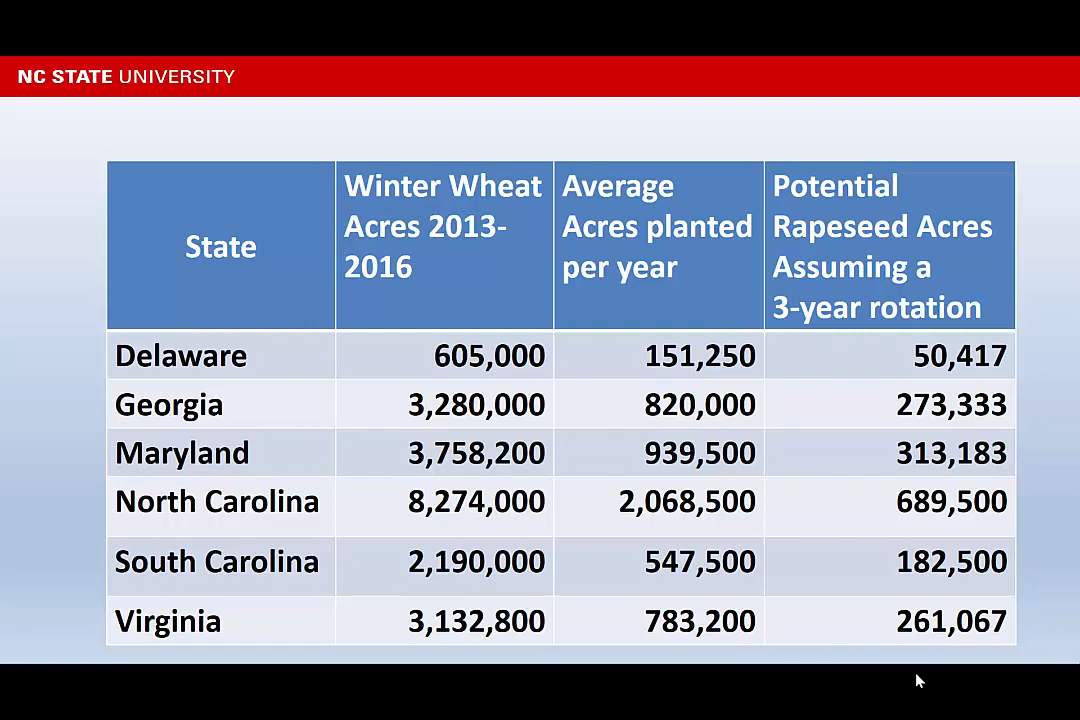 NC STATE UNIVERSITY
State
Winter Wheat
Acres 2013-
2016
Average
Acres planted
per year
Potential
Rapeseed Acres
Assuming a
3-year rotation
Delaware 605,000 151,250 50,417
Georgia 3,280,000 820,000 273,333
Maryland 3,758,200 939,500 313,183
North Carolina 8,274,000 2,068,500 689,500
South Carolina 2,190,000 547,500 182,500
Virginia 3,132,800 783,200 261,067